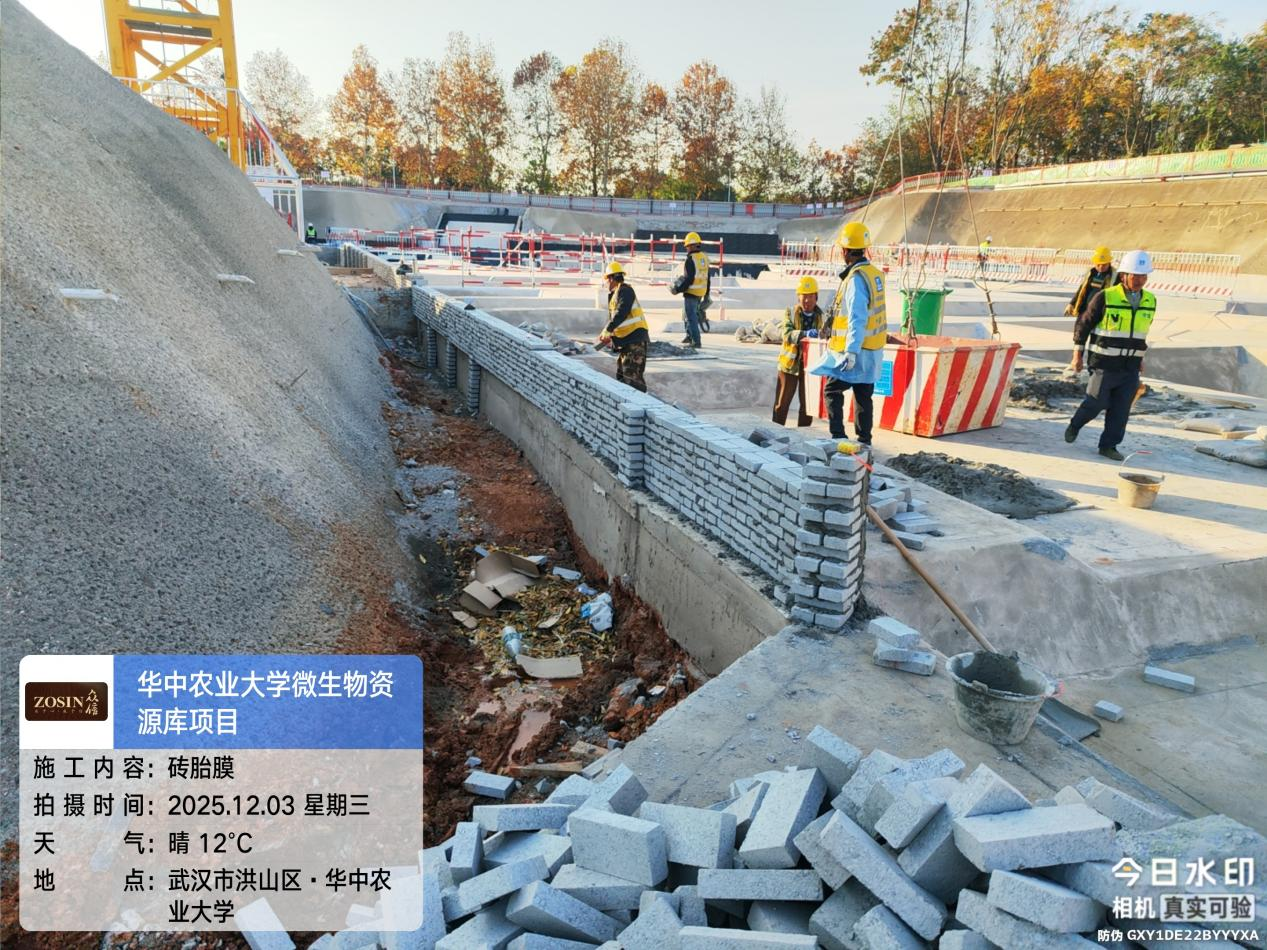 ZOSIN 众信
华中农业大学微生物资
源库项目
施工内容：砖胎膜
拍摄时间：2025.12.03 星期三
天气：晴 12°C
地点：武汉市洪山区·华中农
业大学
今日水印
相机 真实可验
防伪 GXY1DE22BYYYXA